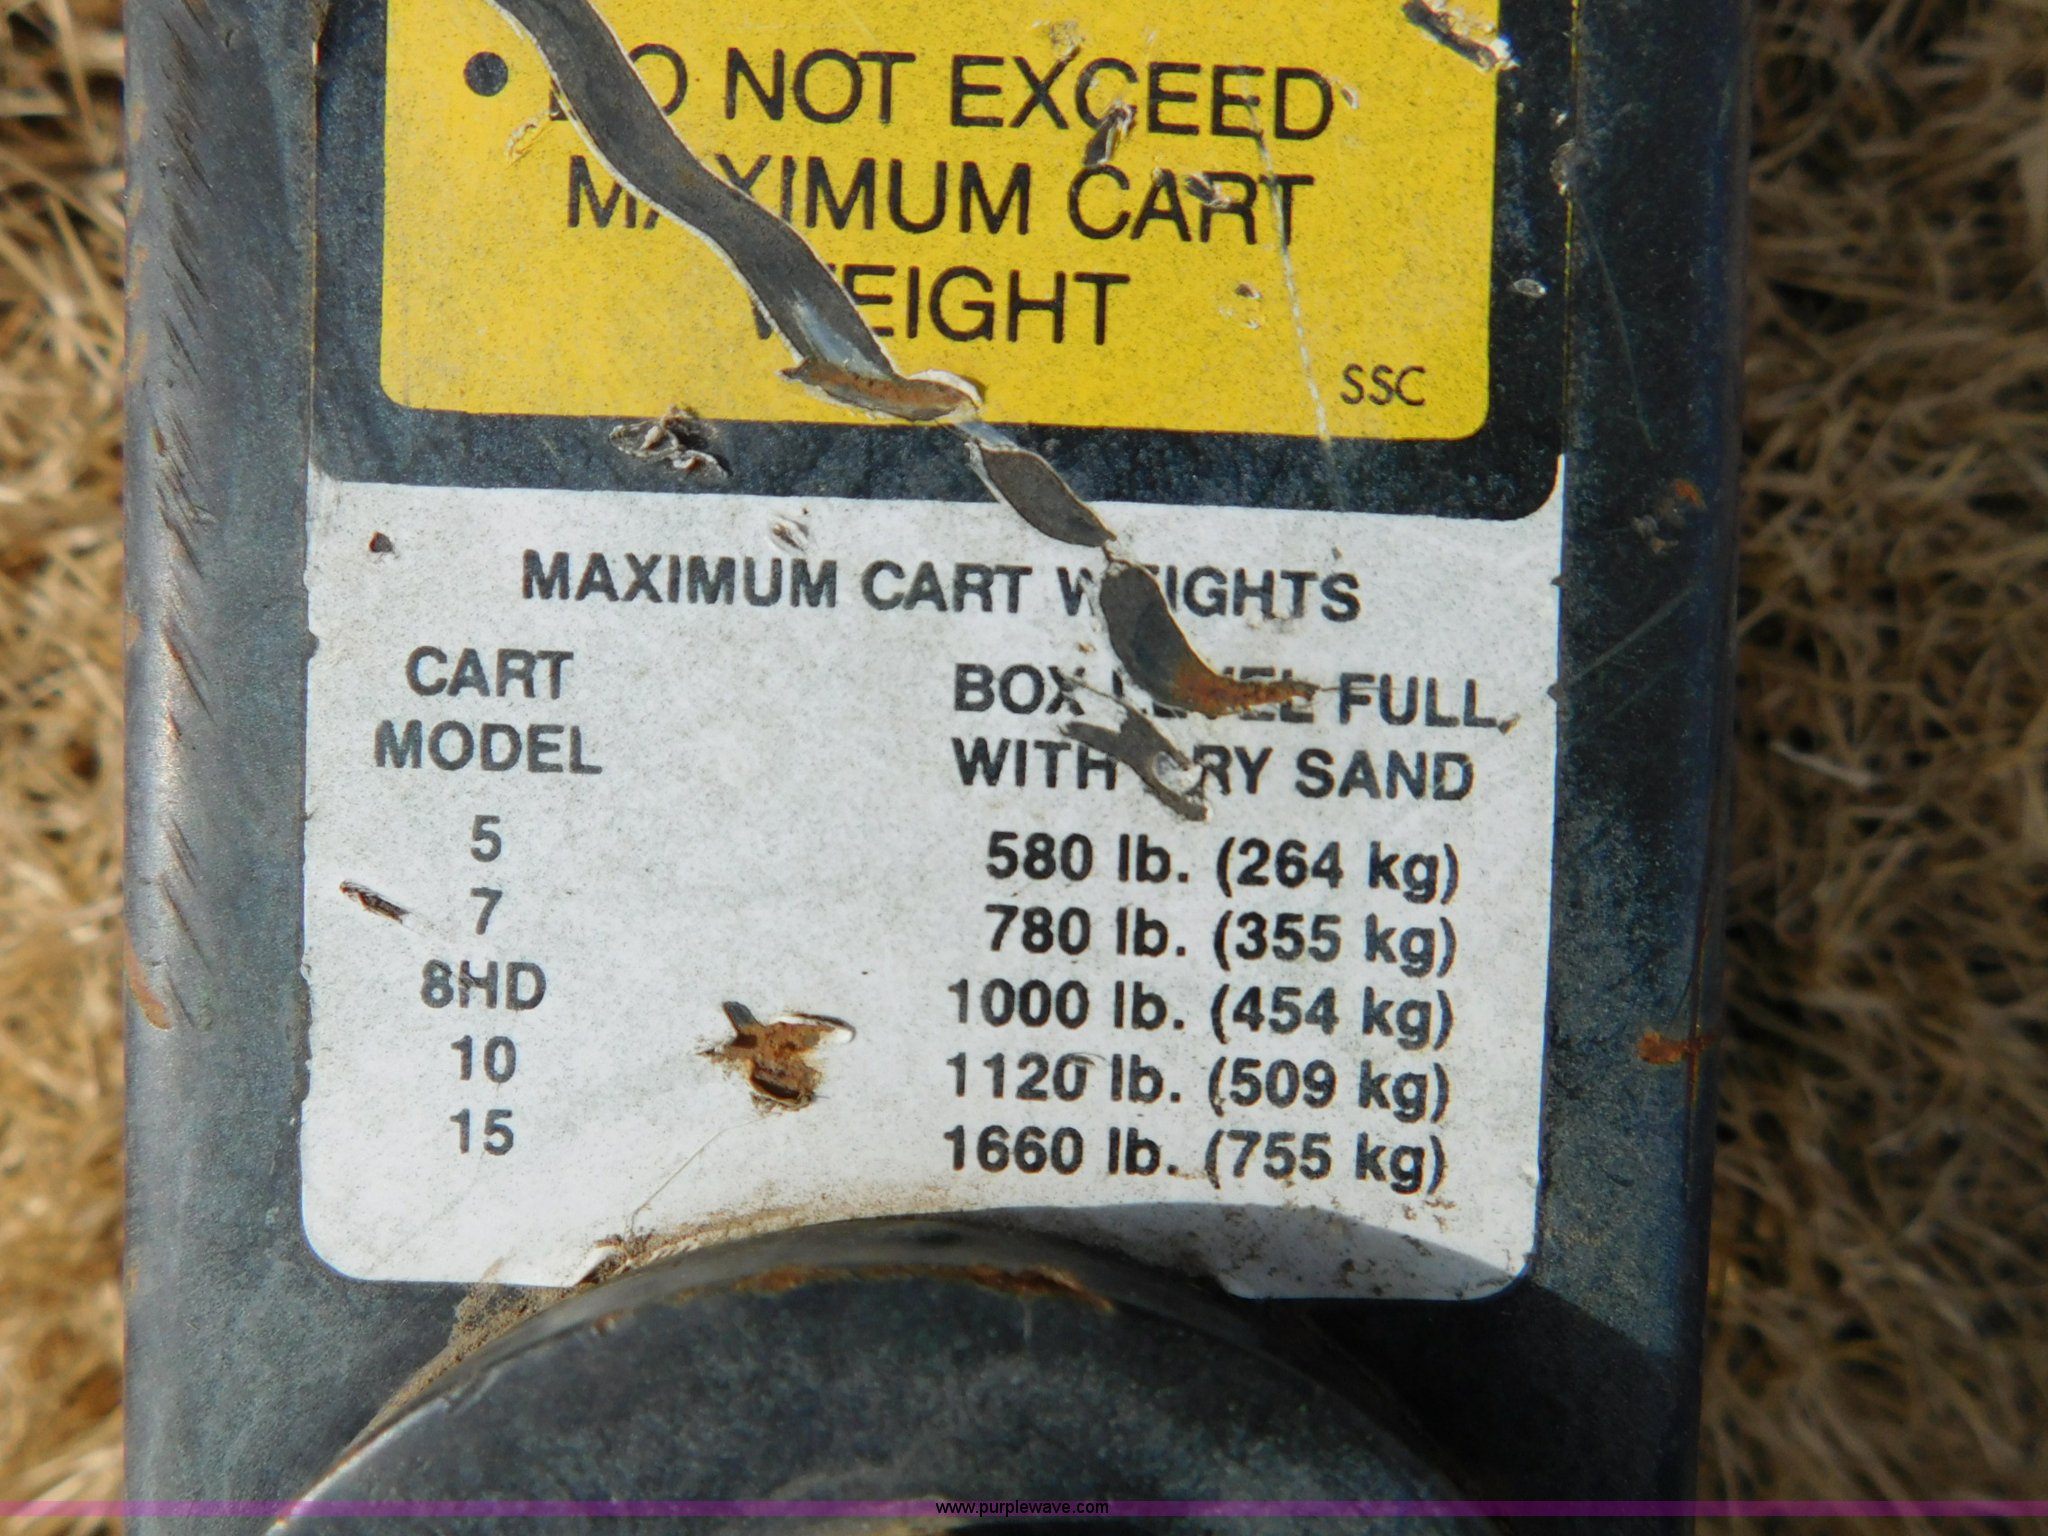 • DO NOT EXCEED
MAXIMUM CART
WEIGHT
SSC
MAXIMUM CART WEIGHTS
CART MODEL
BOX LEVEL FULL WITH DRY SAND
5 580 lb. (264 kg)
7 780 lb. (355 kg)
8HD 1000 lb. (454 kg)
10 1120 lb. (509 kg)
15 1660 lb. (755 kg)
www.purplewave.com